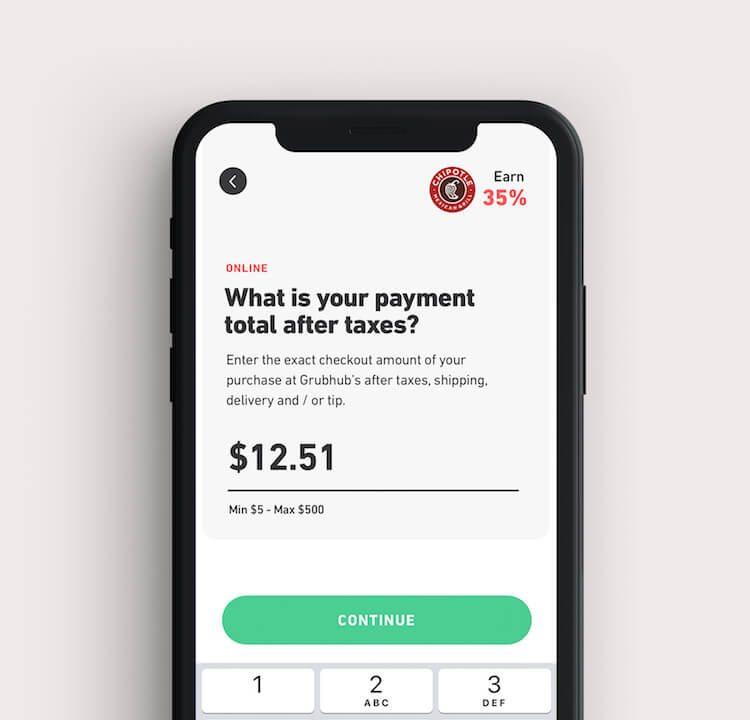 CHIPOTLE
MEXICAN GRILL
Earn
35%
ONLINE
What is your payment
total after taxes?
Enter the exact checkout amount of your
purchase at Grubhub's after taxes, shipping,
delivery and / or tip.
$12.51
Min $5 - Max $500
CONTINUE
1 2 3
ABC DEF